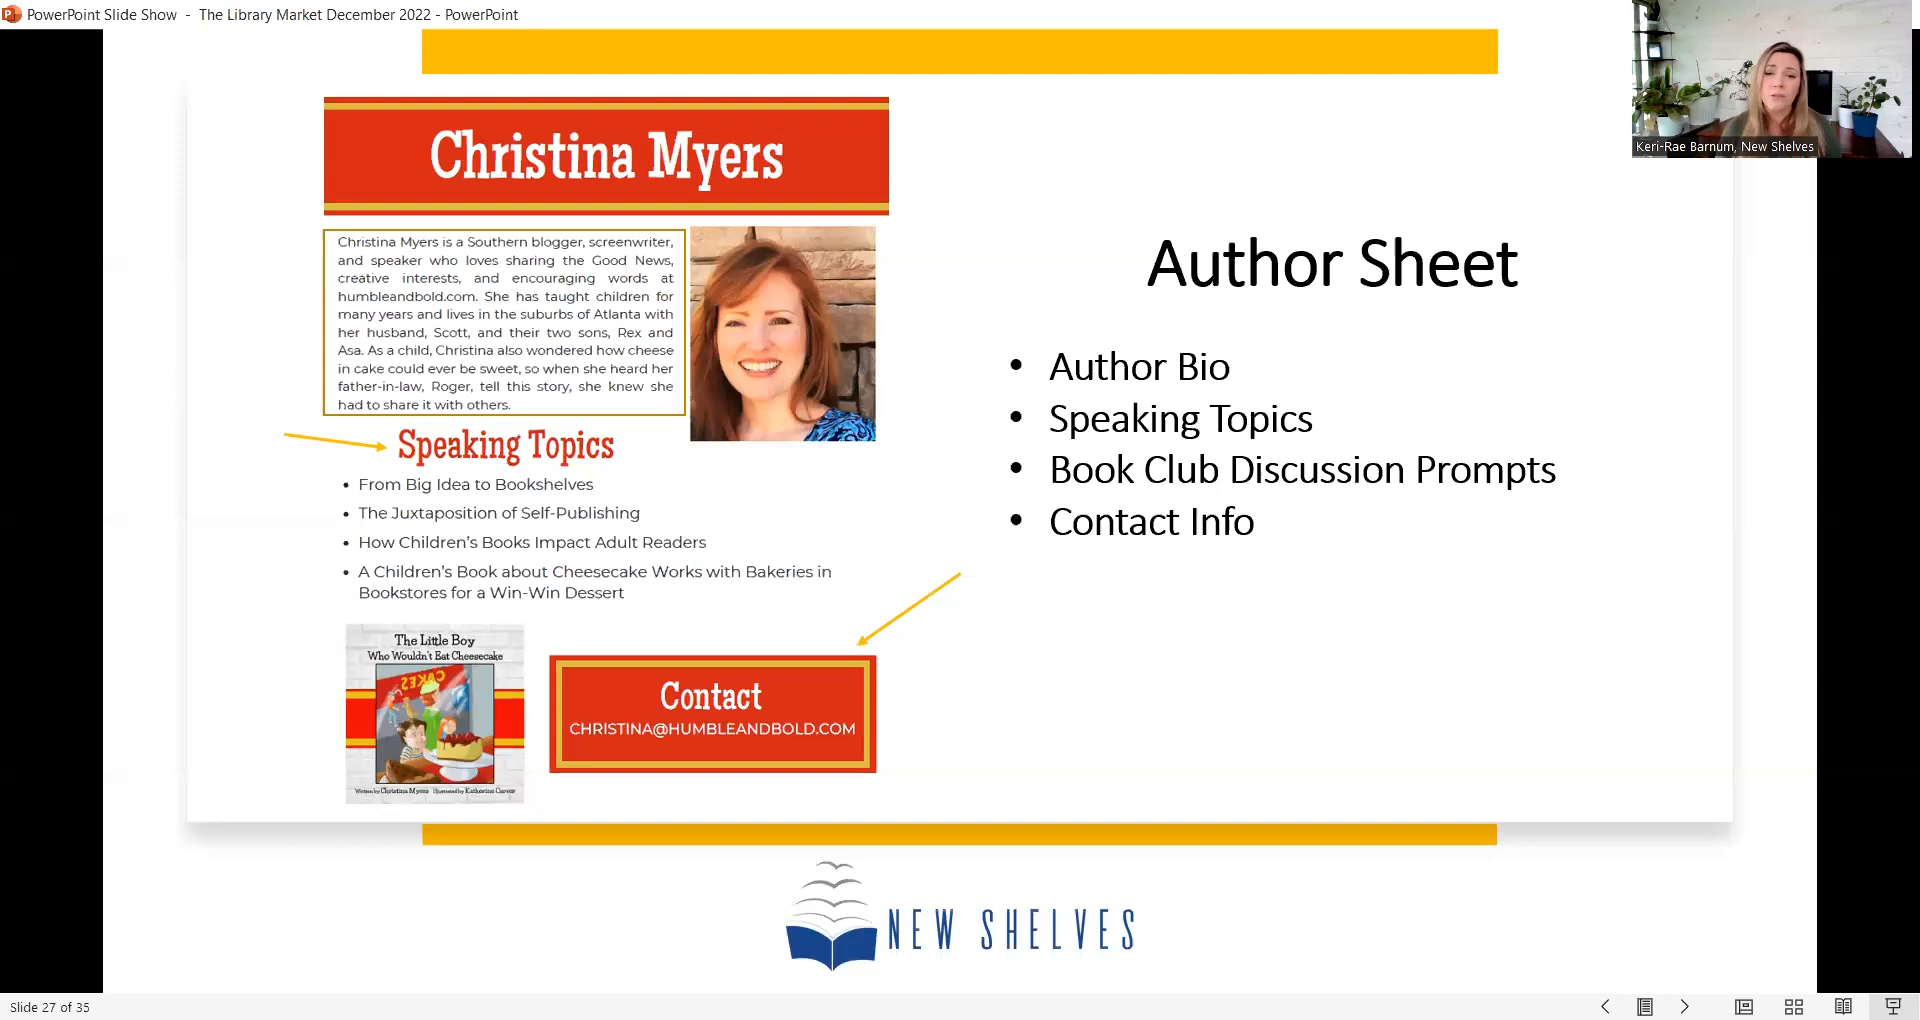 PowerPoint Slide Show - The Library Market December 2022 - PowerPoint
Keri-Rae Barnum, New Shelves
Christina Myers
Christina Myers is a Southern blogger, screenwriter,
and speaker who loves sharing the Good News,
creative interests, and encouraging words at
humbleandbold.com. She has taught children for
many years and lives in the suburbs of Atlanta with
her husband, Scott, and their two sons, Rex and
Asa. As a child, Christina also wondered how cheese
in cake could ever be sweet, so when she heard her
father-in-law, Roger, tell this story, she knew she
had to share it with others.
Speaking Topics
• From Big Idea to Bookshelves
• The Juxtaposition of Self-Publishing
• How Children's Books Impact Adult Readers
• A Children's Book about Cheesecake Works with Bakeries in
Bookstores for a Win-Win Dessert
The Little Boy
Who Wouldn't Eat Cheesecake
CAKES
Written by Christina Myers Illustrated by Katherine Carver
Contact
CHRISTINA@HUMBLEANDBOLD.COM
Author Sheet
• Author Bio
• Speaking Topics
• Book Club Discussion Prompts
• Contact Info
NEW SHELVES
Slide 27 of 35